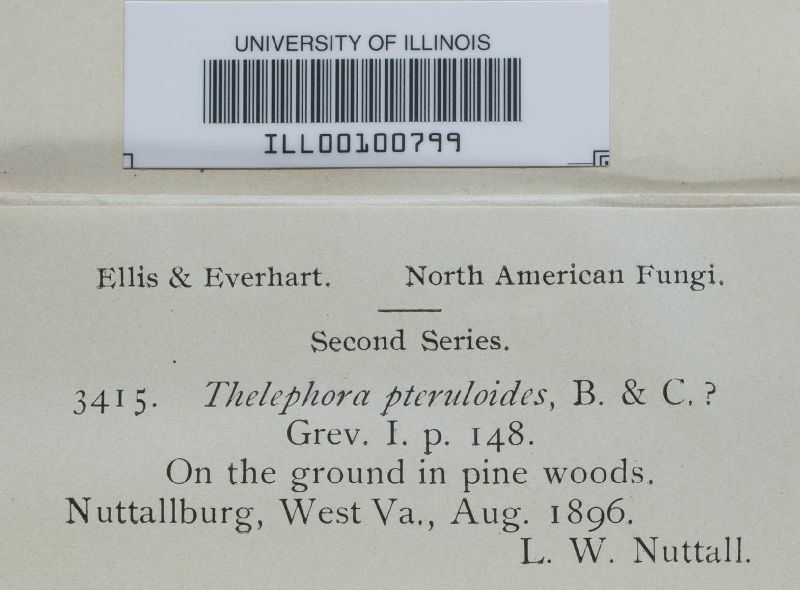 UNIVERSITY OF ILLINOIS
ILL00100799
Ellis & Everhart. North American Fungi.
Second Series.
3415. Thelephora pteruloides, B. & C. ?
Grev. I. p. 148.
On the ground in pine woods.
Nuttallburg, West Va., Aug. 1896.
L. W. Nuttall.